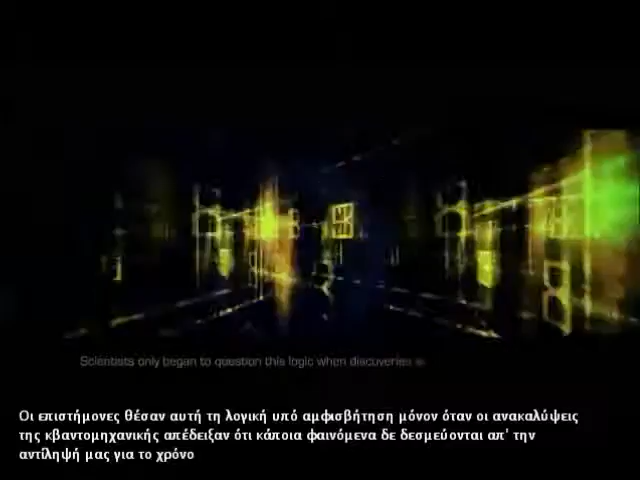 Scientists only began to question this logic when discoveries
Οι επιστήμονες θέσαν αυτή τη λογική υπό αμφισβήτηση μόνον όταν οι ανακαλύψεις
της κβαντομηχανικής απέδειξαν ότι κάποια φαινόμενα δε δεσμεύονται απ' την
αντίληψή μας για το χρόνο